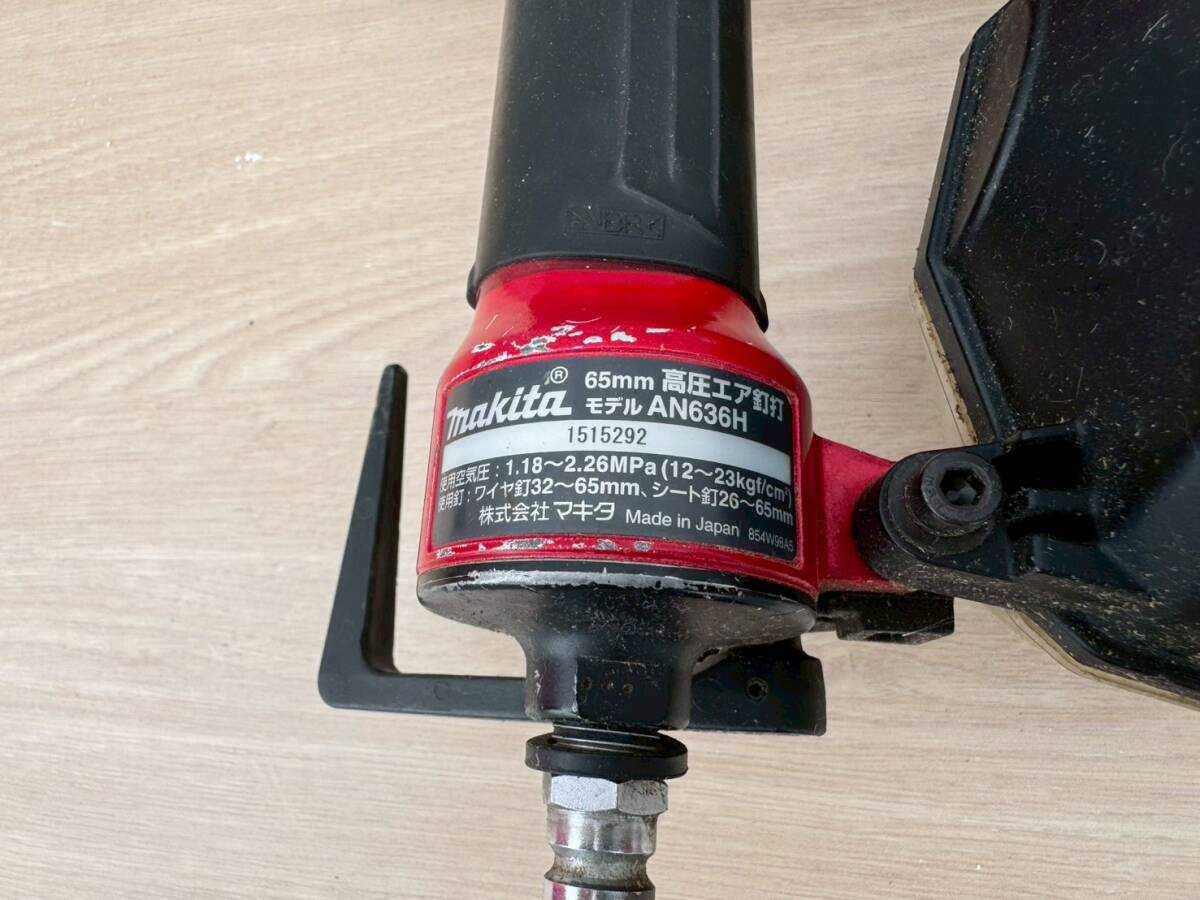 makita® 65mm 高圧エア釘打
モデル AN636H
1515292
使用空気圧：1.18～2.26MPa (12～23kgf/cm²)
使用釘：ワイヤ釘32～65mm、シート釘26～65mm
株式会社 マキタ Made in Japan 854W98A5